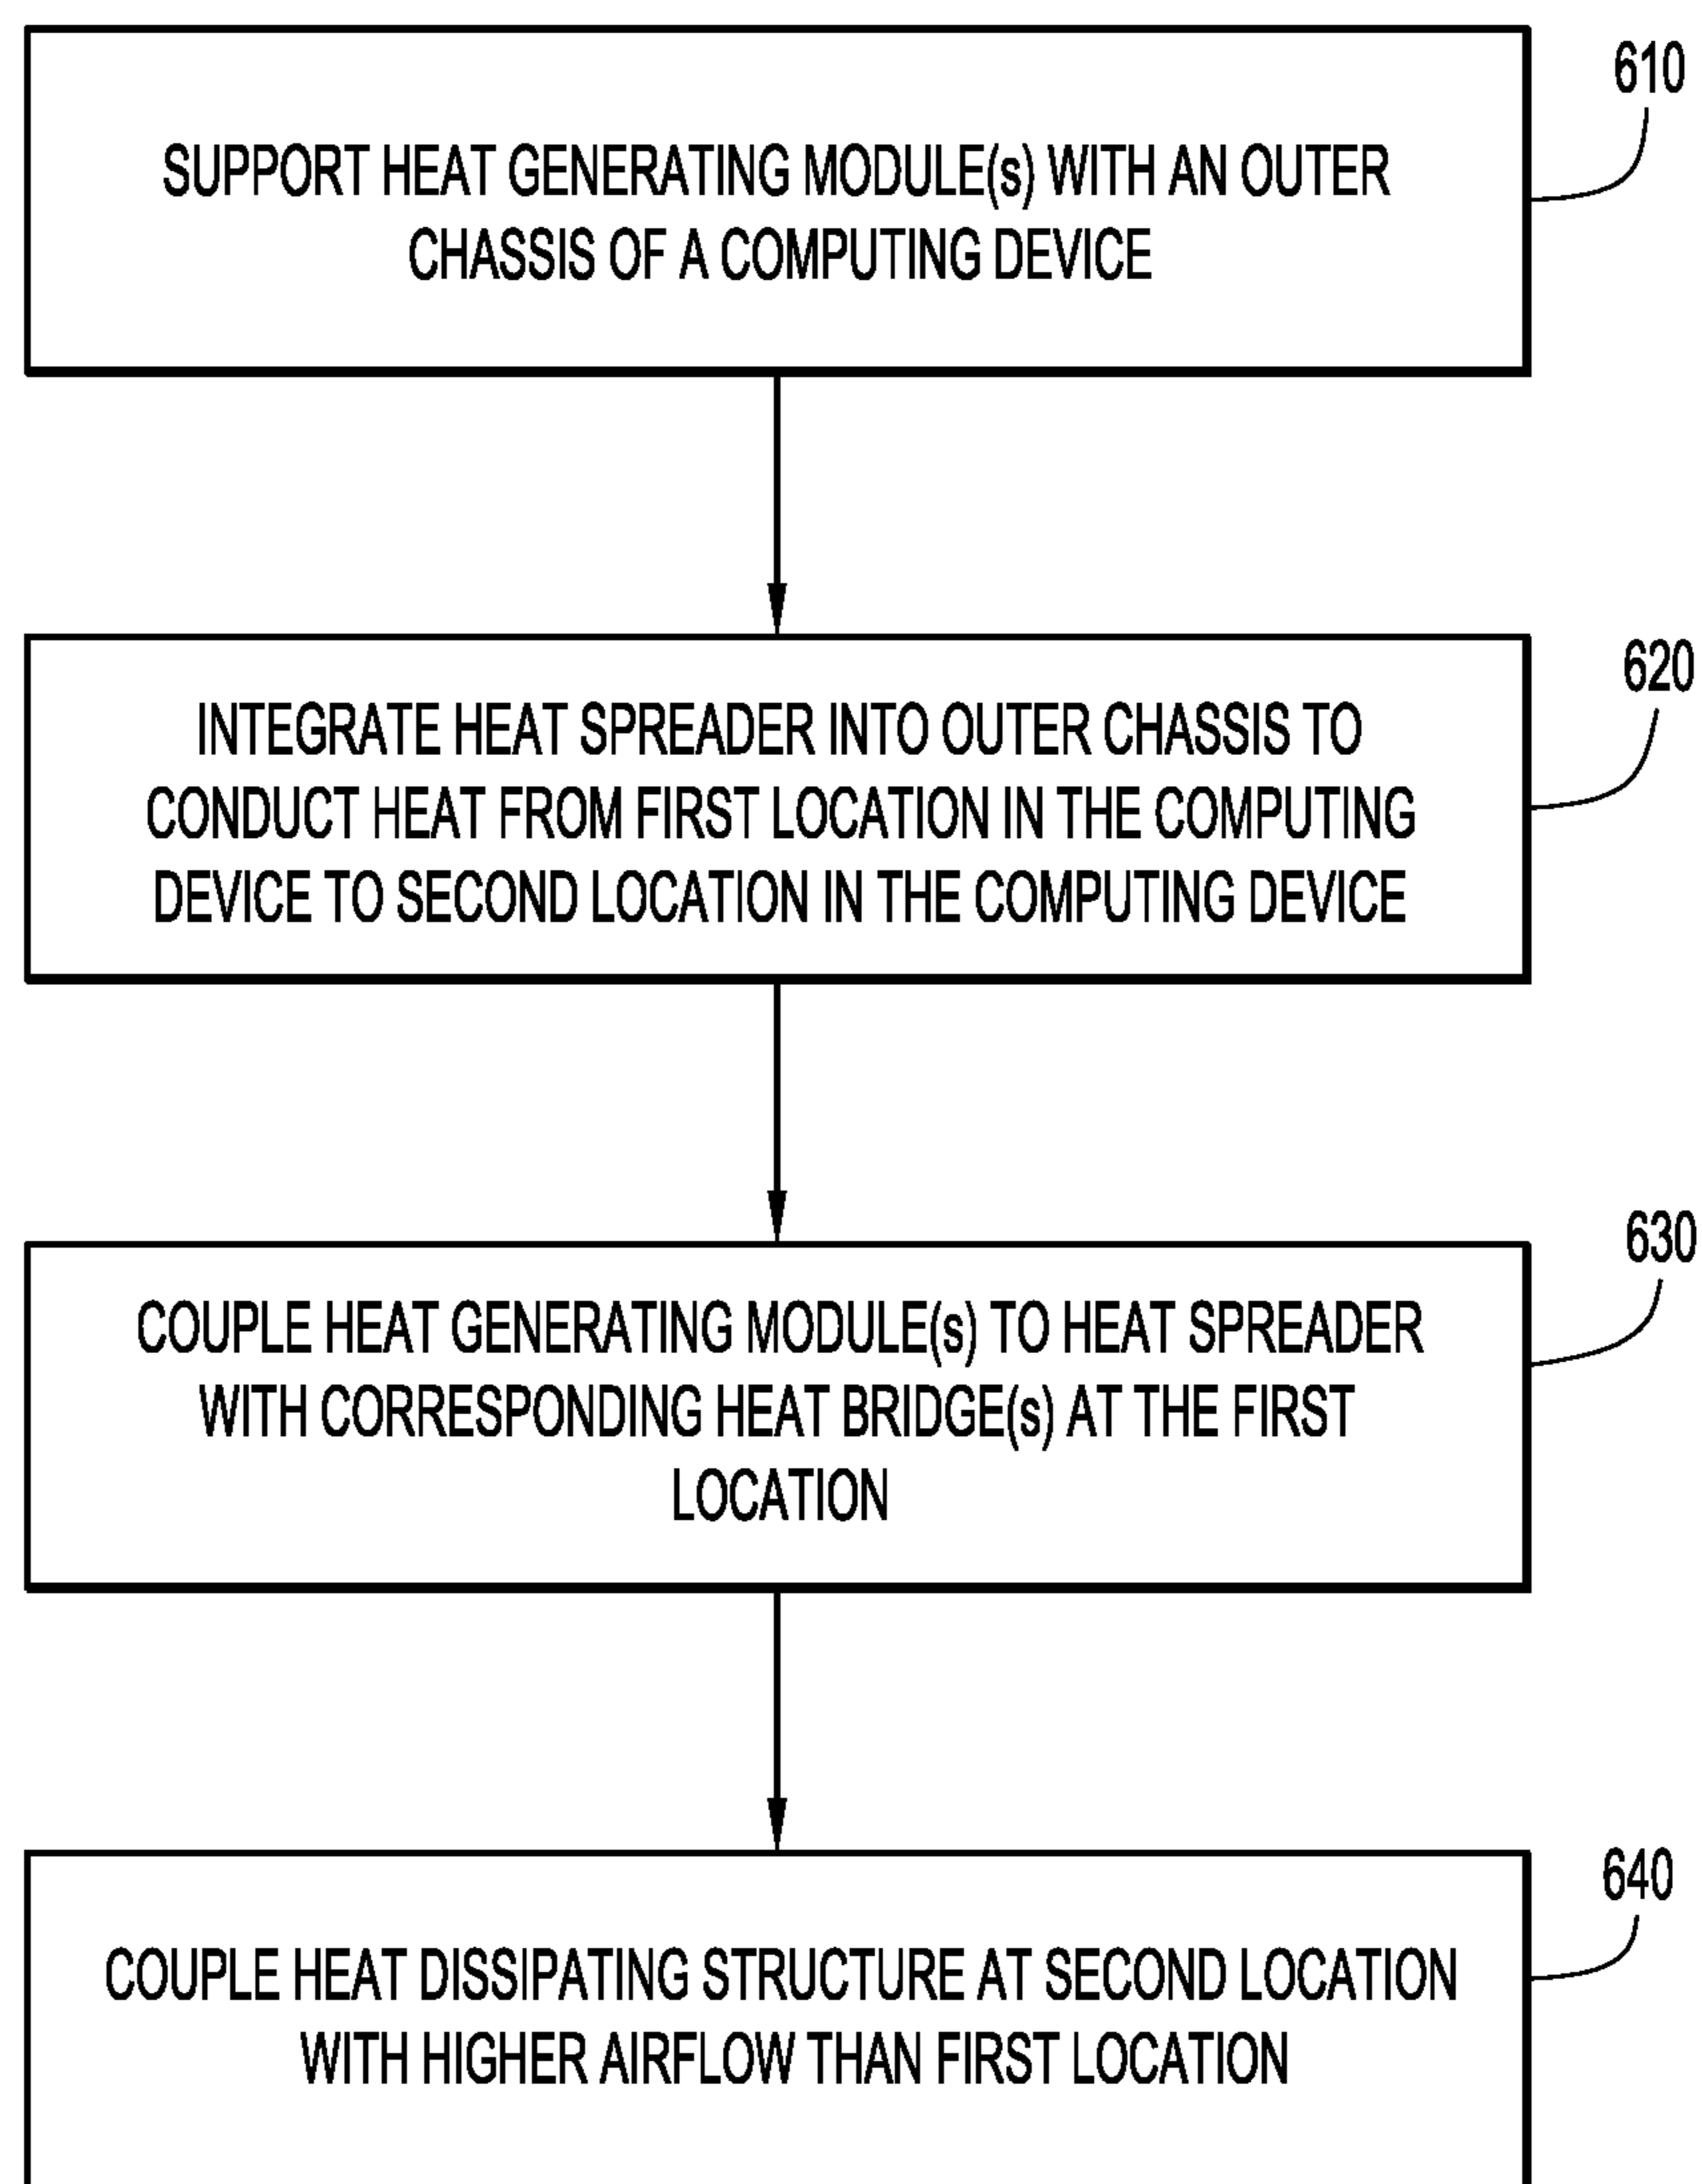 610
SUPPORT HEAT GENERATING MODULE(s) WITH AN OUTER
CHASSIS OF A COMPUTING DEVICE
620
INTEGRATE HEAT SPREADER INTO OUTER CHASSIS TO
CONDUCT HEAT FROM FIRST LOCATION IN THE COMPUTING
DEVICE TO SECOND LOCATION IN THE COMPUTING DEVICE
630
COUPLE HEAT GENERATING MODULE(s) TO HEAT SPREADER
WITH CORRESPONDING HEAT BRIDGE(s) AT THE FIRST
LOCATION
640
COUPLE HEAT DISSIPATING STRUCTURE AT SECOND LOCATION
WITH HIGHER AIRFLOW THAN FIRST LOCATION